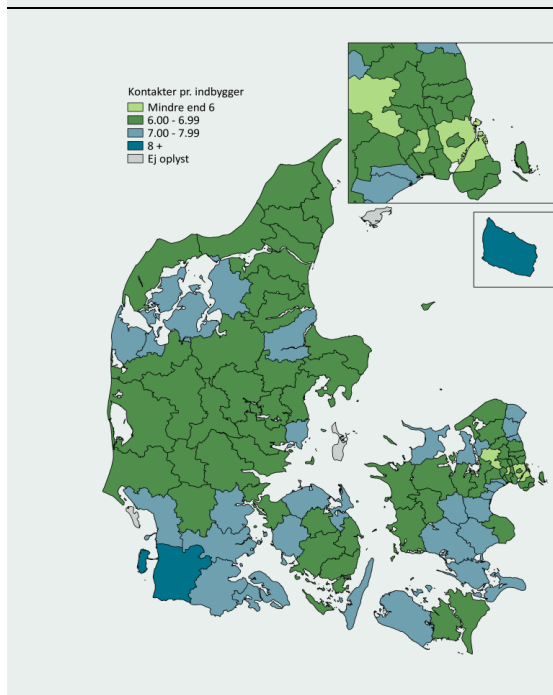 Kontakter pr. indbygger
Mindre end 6
6.00 - 6.99
7.00 - 7.99
8 +
Ej oplyst